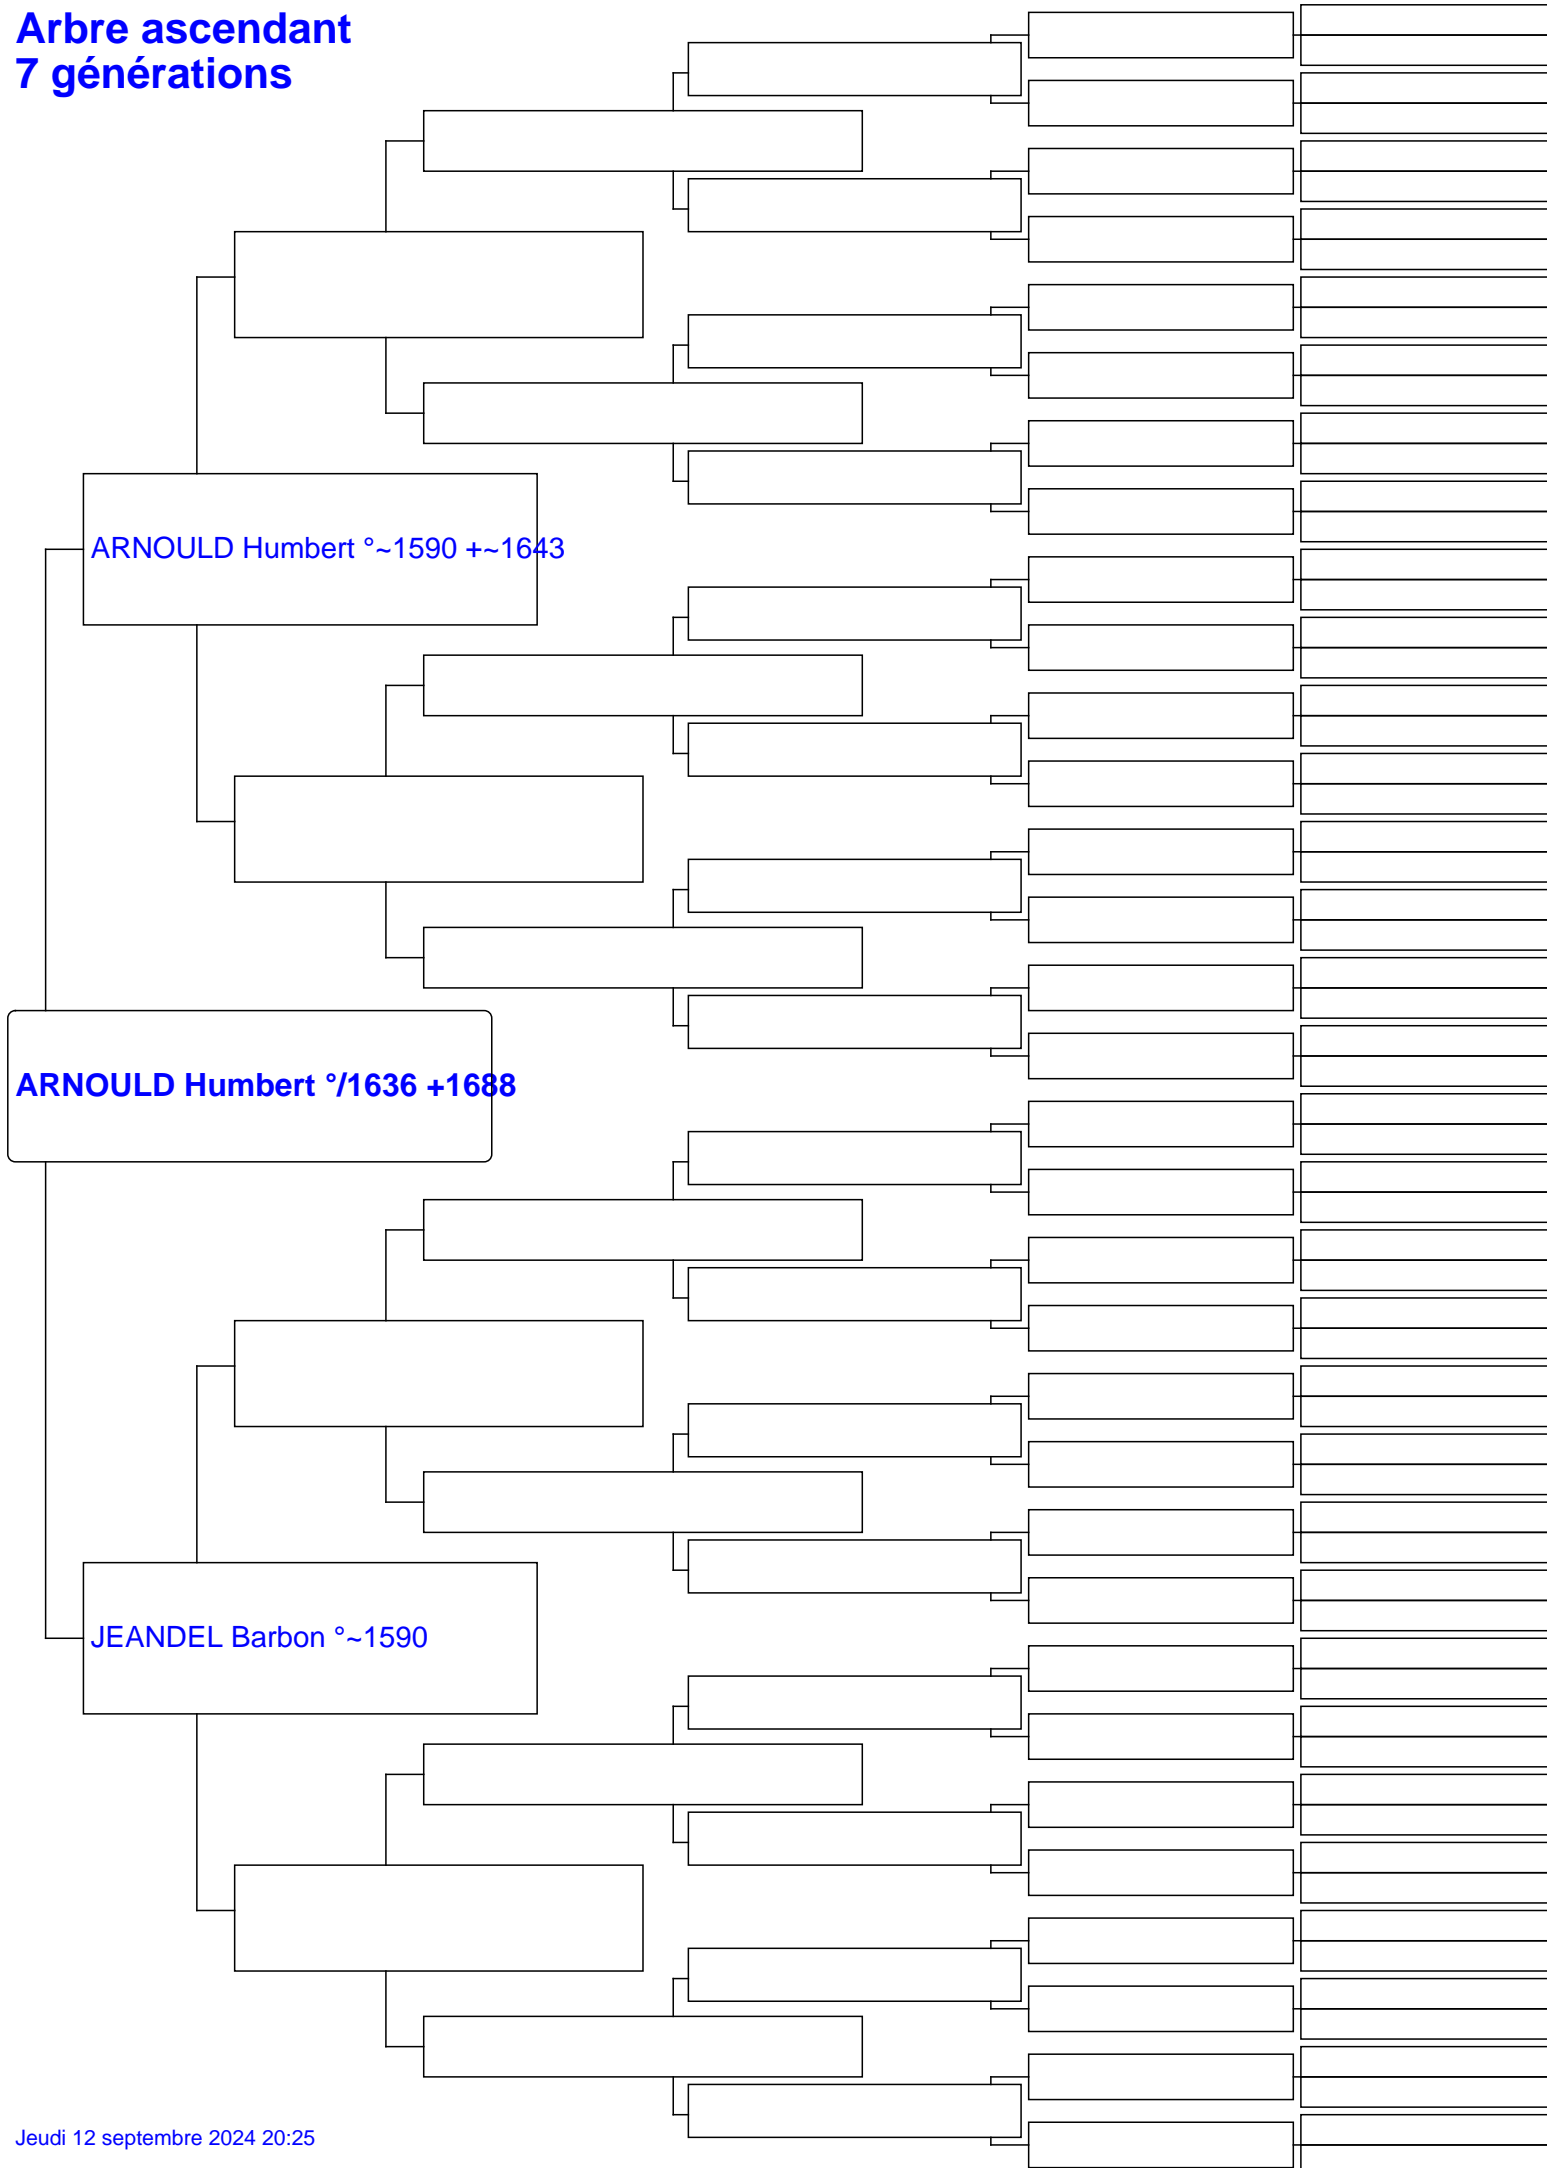 Arbre ascendant
7 générations
ARNOULD Humbert °~1590 +~1643
ARNOULD Humbert °/1636 +1688
JEANDEL Barbon °~1590
Jeudi 12 septembre 2024 20:25